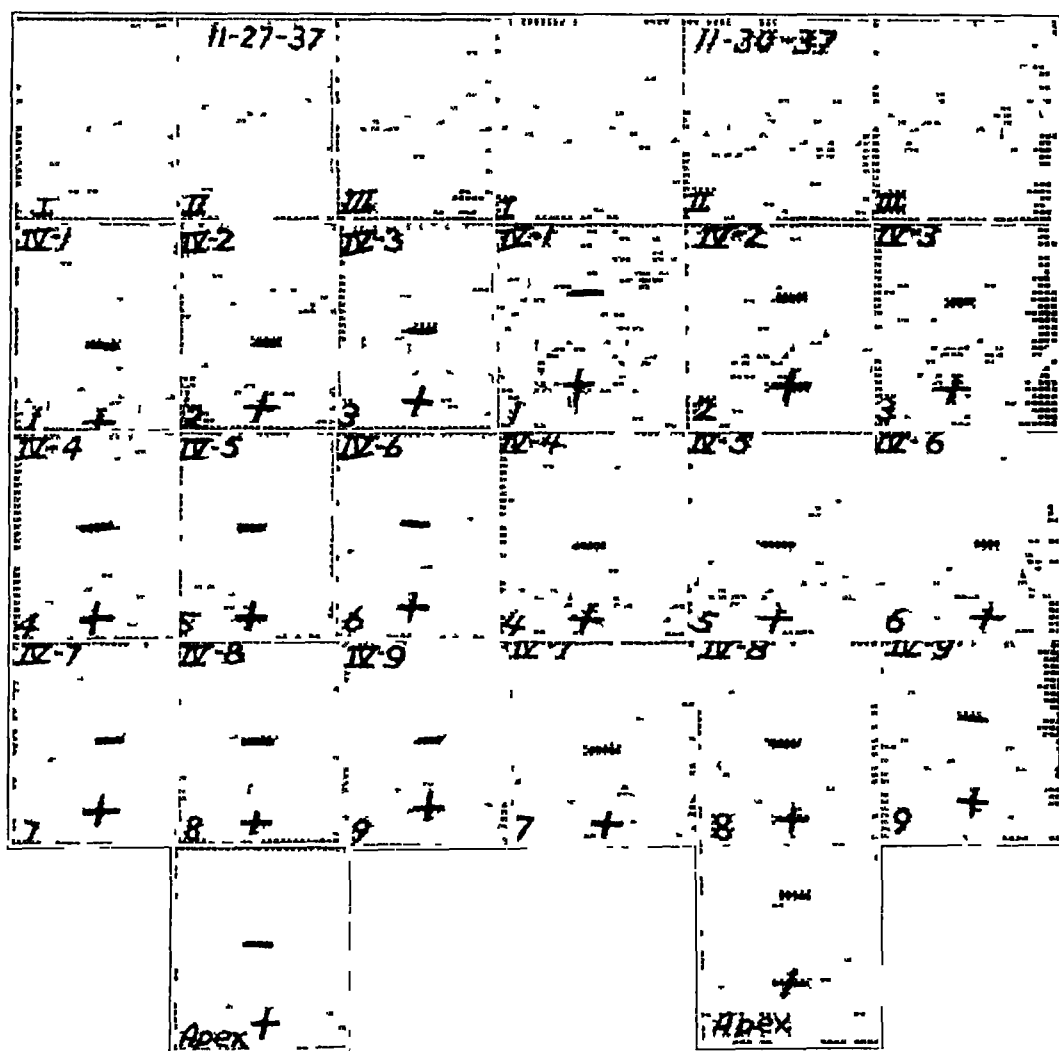 11-27-37 11-30-37
I II III I II III
IV-1 IV-2 IV-3 IV-1 IV-2 IV-3
− − − − − −
1 + 2 + 3 + 1 + 2 + 3 +
IV-4 IV-5 IV-6 IV-4 IV-5 IV-6
− − − − − −
4 + 5 + 6 + 4 + 5 + 6 +
IV-7 IV-8 IV-9 IV-7 IV-8 IV-9
− − − − − −
7 + 8 + 9 + 7 + 8 + 9 +
− −
Apex + Apex +